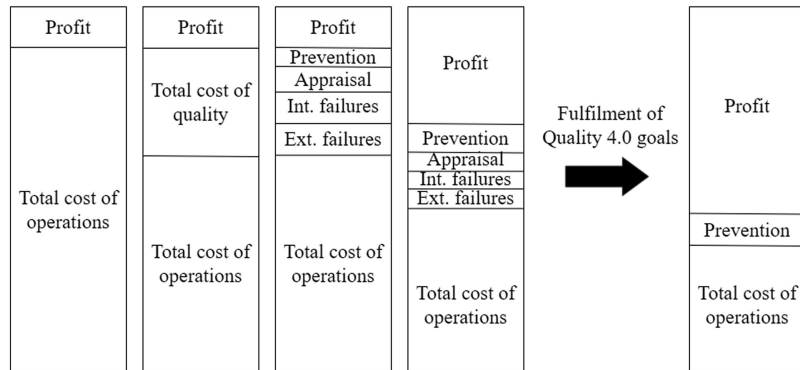 Profit
Total cost of
operations
Profit
Total cost of
quality
Total cost of
operations
Profit
Prevention
Appraisal
Int. failures
Ext. failures
Total cost of
operations
Profit
Prevention
Appraisal
Int. failures
Ext. failures
Total cost of
operations
Fulfilment of
Quality 4.0 goals
Profit
Prevention
Total cost of
operations